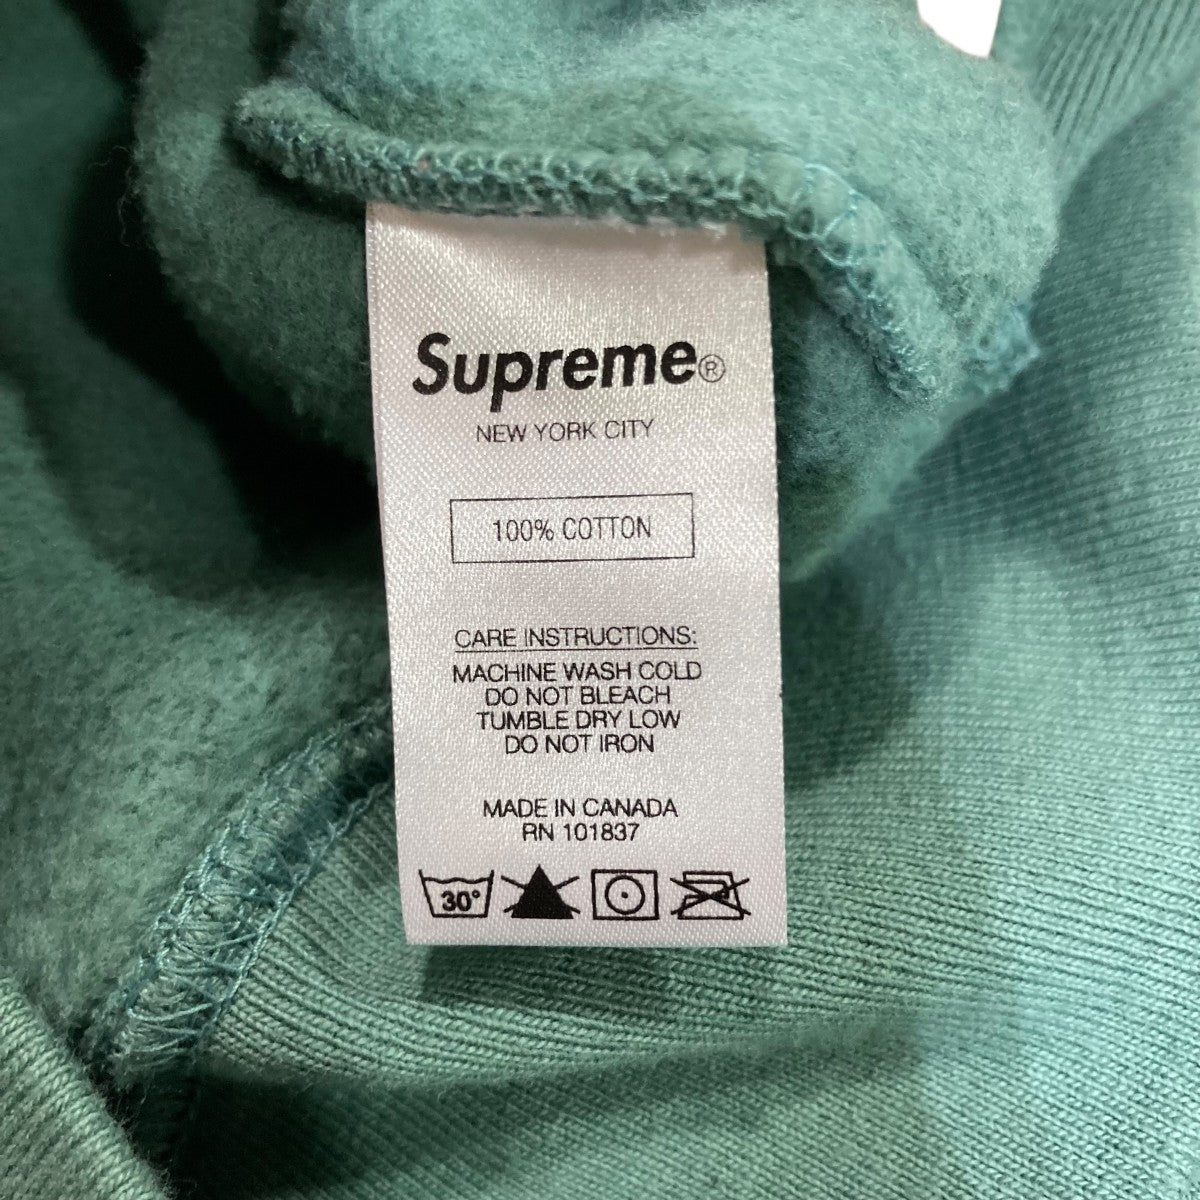 Supreme®
NEW YORK CITY
100% COTTON
CARE INSTRUCTIONS:
MACHINE WASH COLD
DO NOT BLEACH
TUMBLE DRY LOW
DO NOT IRON
MADE IN CANADA
RN 101837
30°